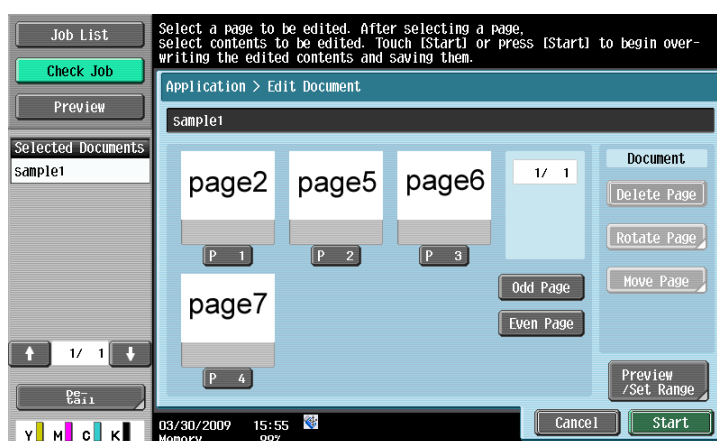 Job List
Check Job
Preview
Selected Documents
sample1
1/ 1
De-
tail
Y M C K
Select a page to be edited. After selecting a page,
select contents to be edited. Touch [Start] or press [Start] to begin over-
writing the edited contents and saving them.
Application > Edit Document
sample1
page2 page5 page6
P 1 P 2 P 3
page7
P 4
1/ 1
Odd Page
Even Page
Document
Delete Page
Rotate Page
Move Page
Preview
/Set Range
03/30/2009 15:55
Memory 99%
Cancel
Start